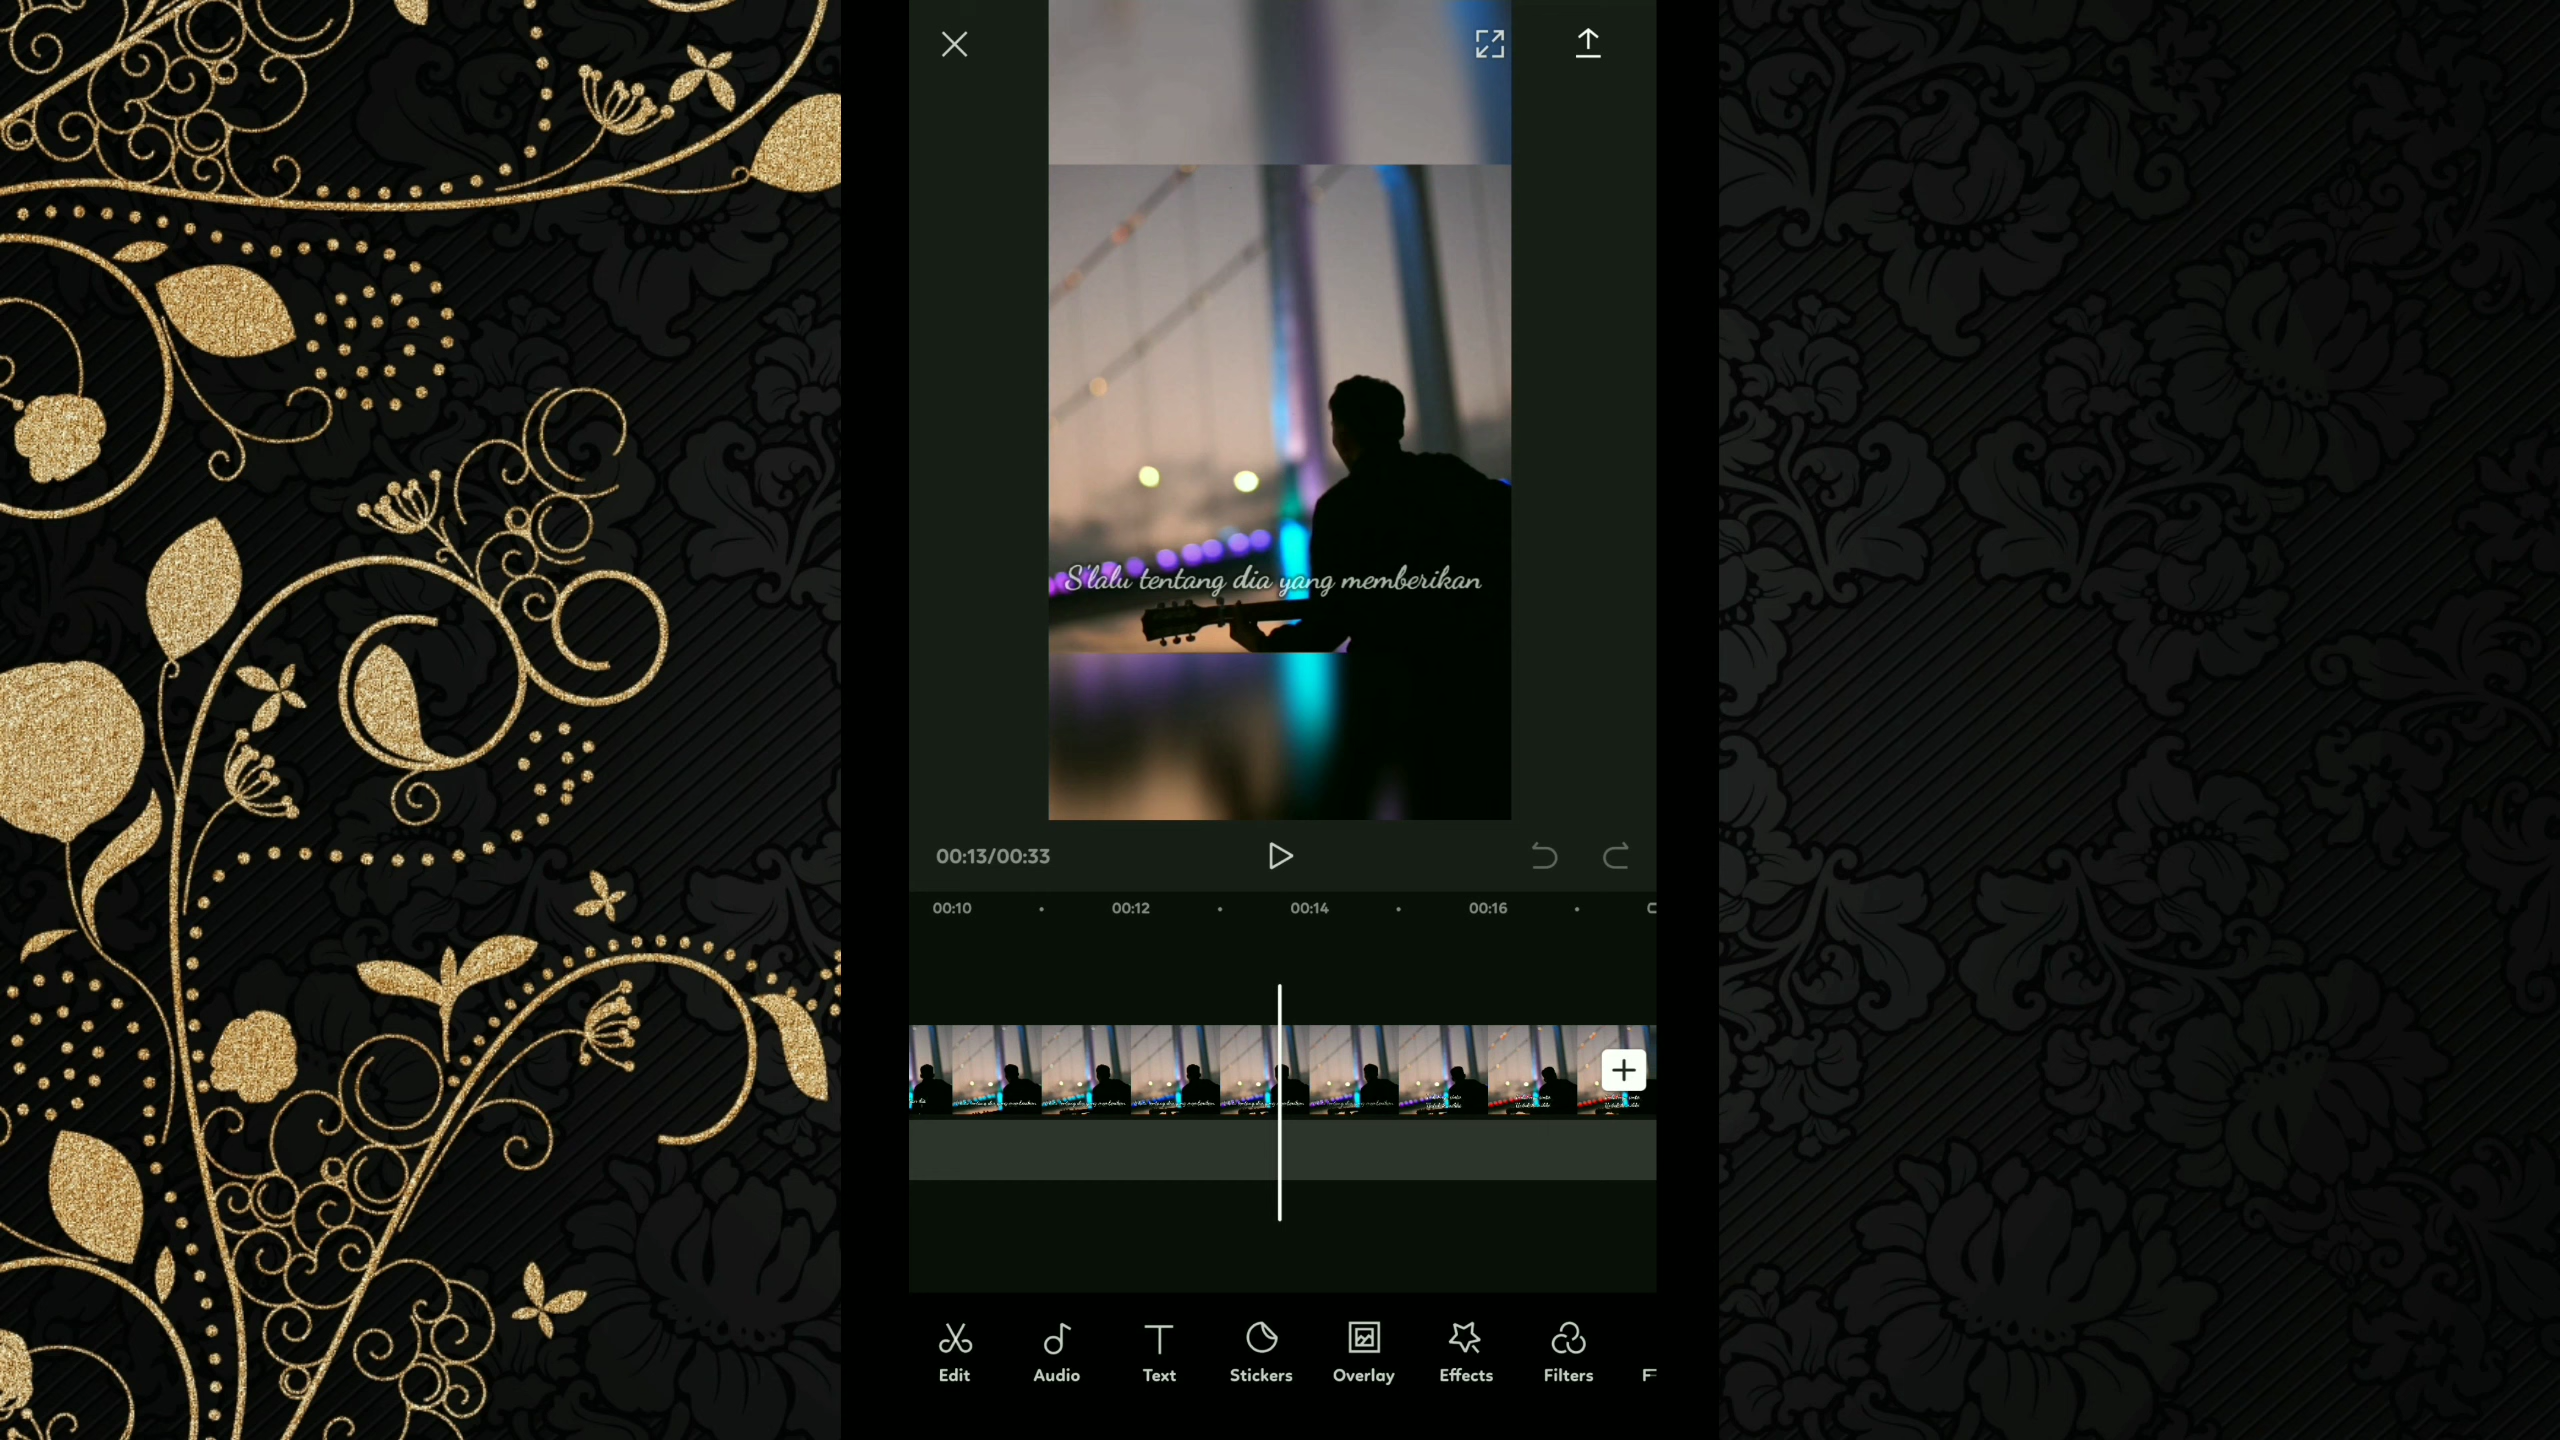 S'lalu tentang dia yang memberikan
00:13/00:33
00:10 00:12 00:14 00:16
Edit Audio Text Stickers Overlay Effects Filters